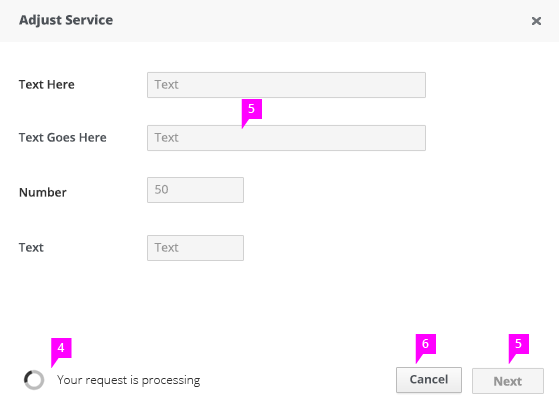 Adjust Service
Text Here
Text
5
Text Goes Here
Text
Number
50
Text
Text
4
6
5
Your request is processing
Cancel
Next